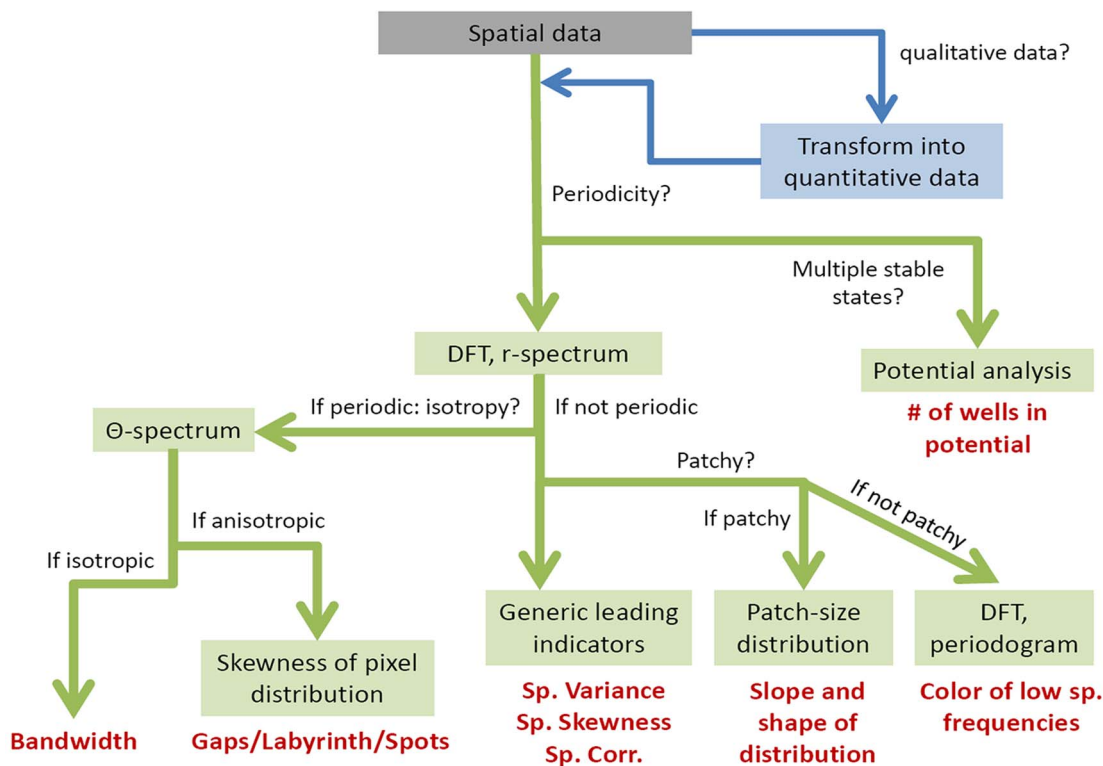 Spatial data
qualitative data?
Transform into
quantitative data
Periodicity?
Multiple stable
states?
DFT, r-spectrum
Potential analysis
# of wells in
potential
If periodic: isotropy?
If not periodic
Θ-spectrum
Patchy?
If anisotropic
If patchy
If not patchy
If isotropic
Generic leading
indicators
Patch-size
distribution
DFT,
periodogram
Skewness of pixel
distribution
Sp. Variance
Sp. Skewness
Sp. Corr.
Slope and
shape of
distribution
Color of low sp.
frequencies
Bandwidth
Gaps/Labyrinth/Spots